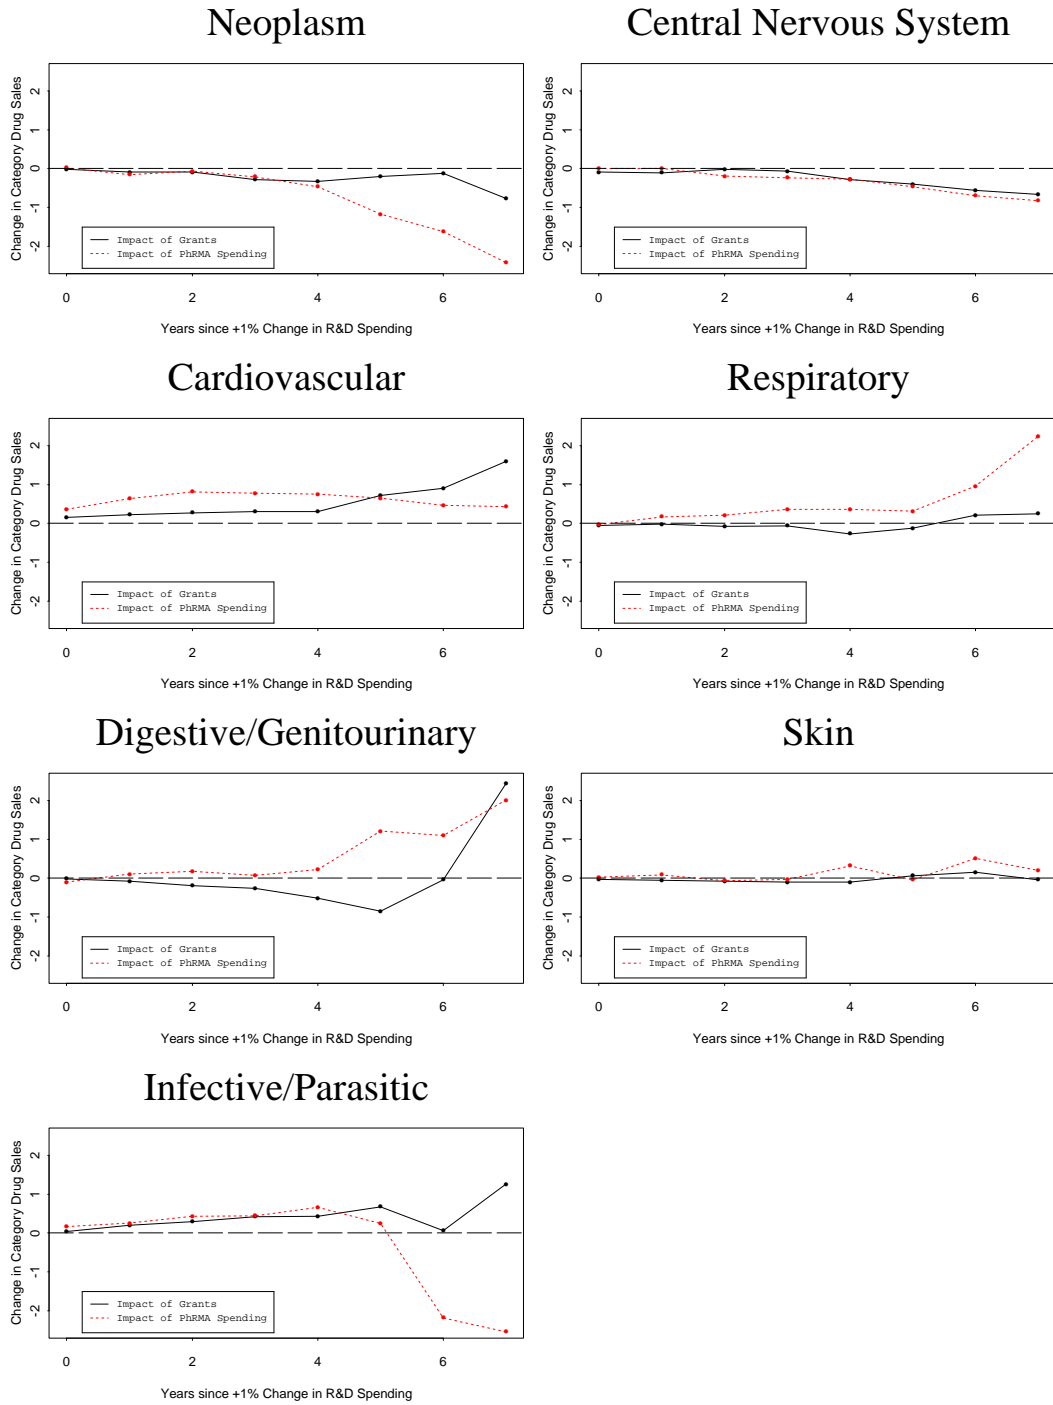 Neoplasm
Change in Category Drug Sales
2
1
0
-1
-2
Impact of Grants
Impact of PhRMA Spending
0 2 4 6
Years since +1% Change in R&D Spending
Central Nervous System
Change in Category Drug Sales
2
1
0
-1
-2
Impact of Grants
Impact of PhRMA Spending
0 2 4 6
Years since +1% Change in R&D Spending
Cardiovascular
Change in Category Drug Sales
2
1
0
-1
-2
Impact of Grants
Impact of PhRMA Spending
0 2 4 6
Years since +1% Change in R&D Spending
Respiratory
Change in Category Drug Sales
2
1
0
-1
-2
Impact of Grants
Impact of PhRMA Spending
0 2 4 6
Years since +1% Change in R&D Spending
Digestive/Genitourinary
Change in Category Drug Sales
2
1
0
-1
-2
Impact of Grants
Impact of PhRMA Spending
0 2 4 6
Years since +1% Change in R&D Spending
Skin
Change in Category Drug Sales
2
1
0
-1
-2
Impact of Grants
Impact of PhRMA Spending
0 2 4 6
Years since +1% Change in R&D Spending
Infective/Parasitic
Change in Category Drug Sales
2
1
0
-1
-2
Impact of Grants
Impact of PhRMA Spending
0 2 4 6
Years since +1% Change in R&D Spending